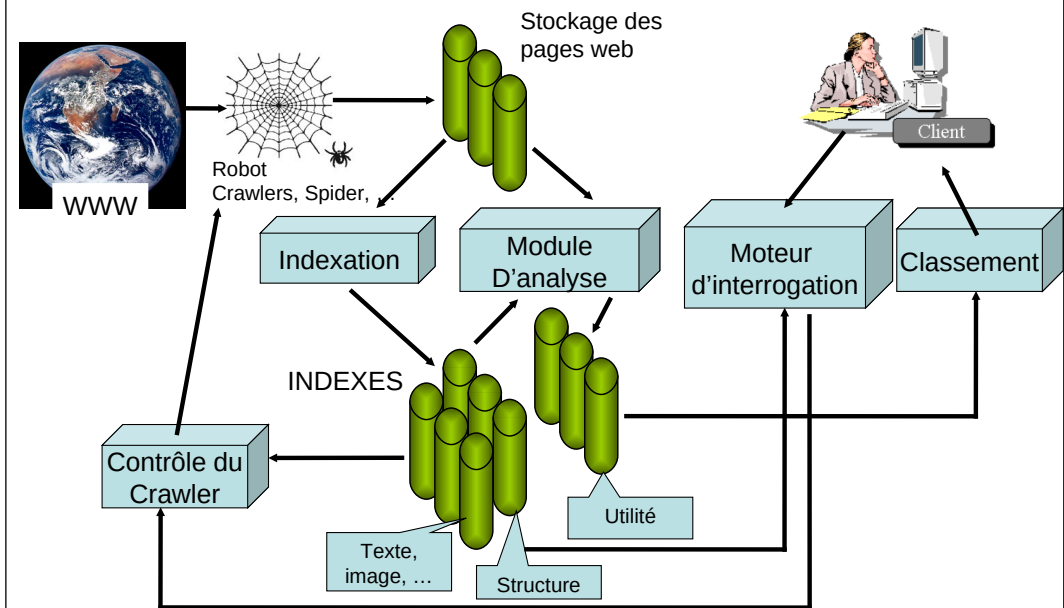 Stockage des
pages web
Client
WWW
Robot
Crawlers, Spider, …
Indexation
Module
D'analyse
Moteur
d'interrogation
Classement
INDEXES
Contrôle du
Crawler
Utilité
Texte,
image, …
Structure